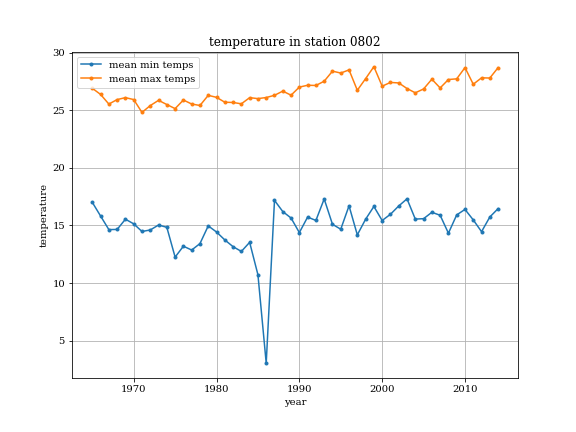 temperature in station 0802
mean min temps
mean max temps
30
25
20
15
10
5
temperature
1970 1980 1990 2000 2010
year